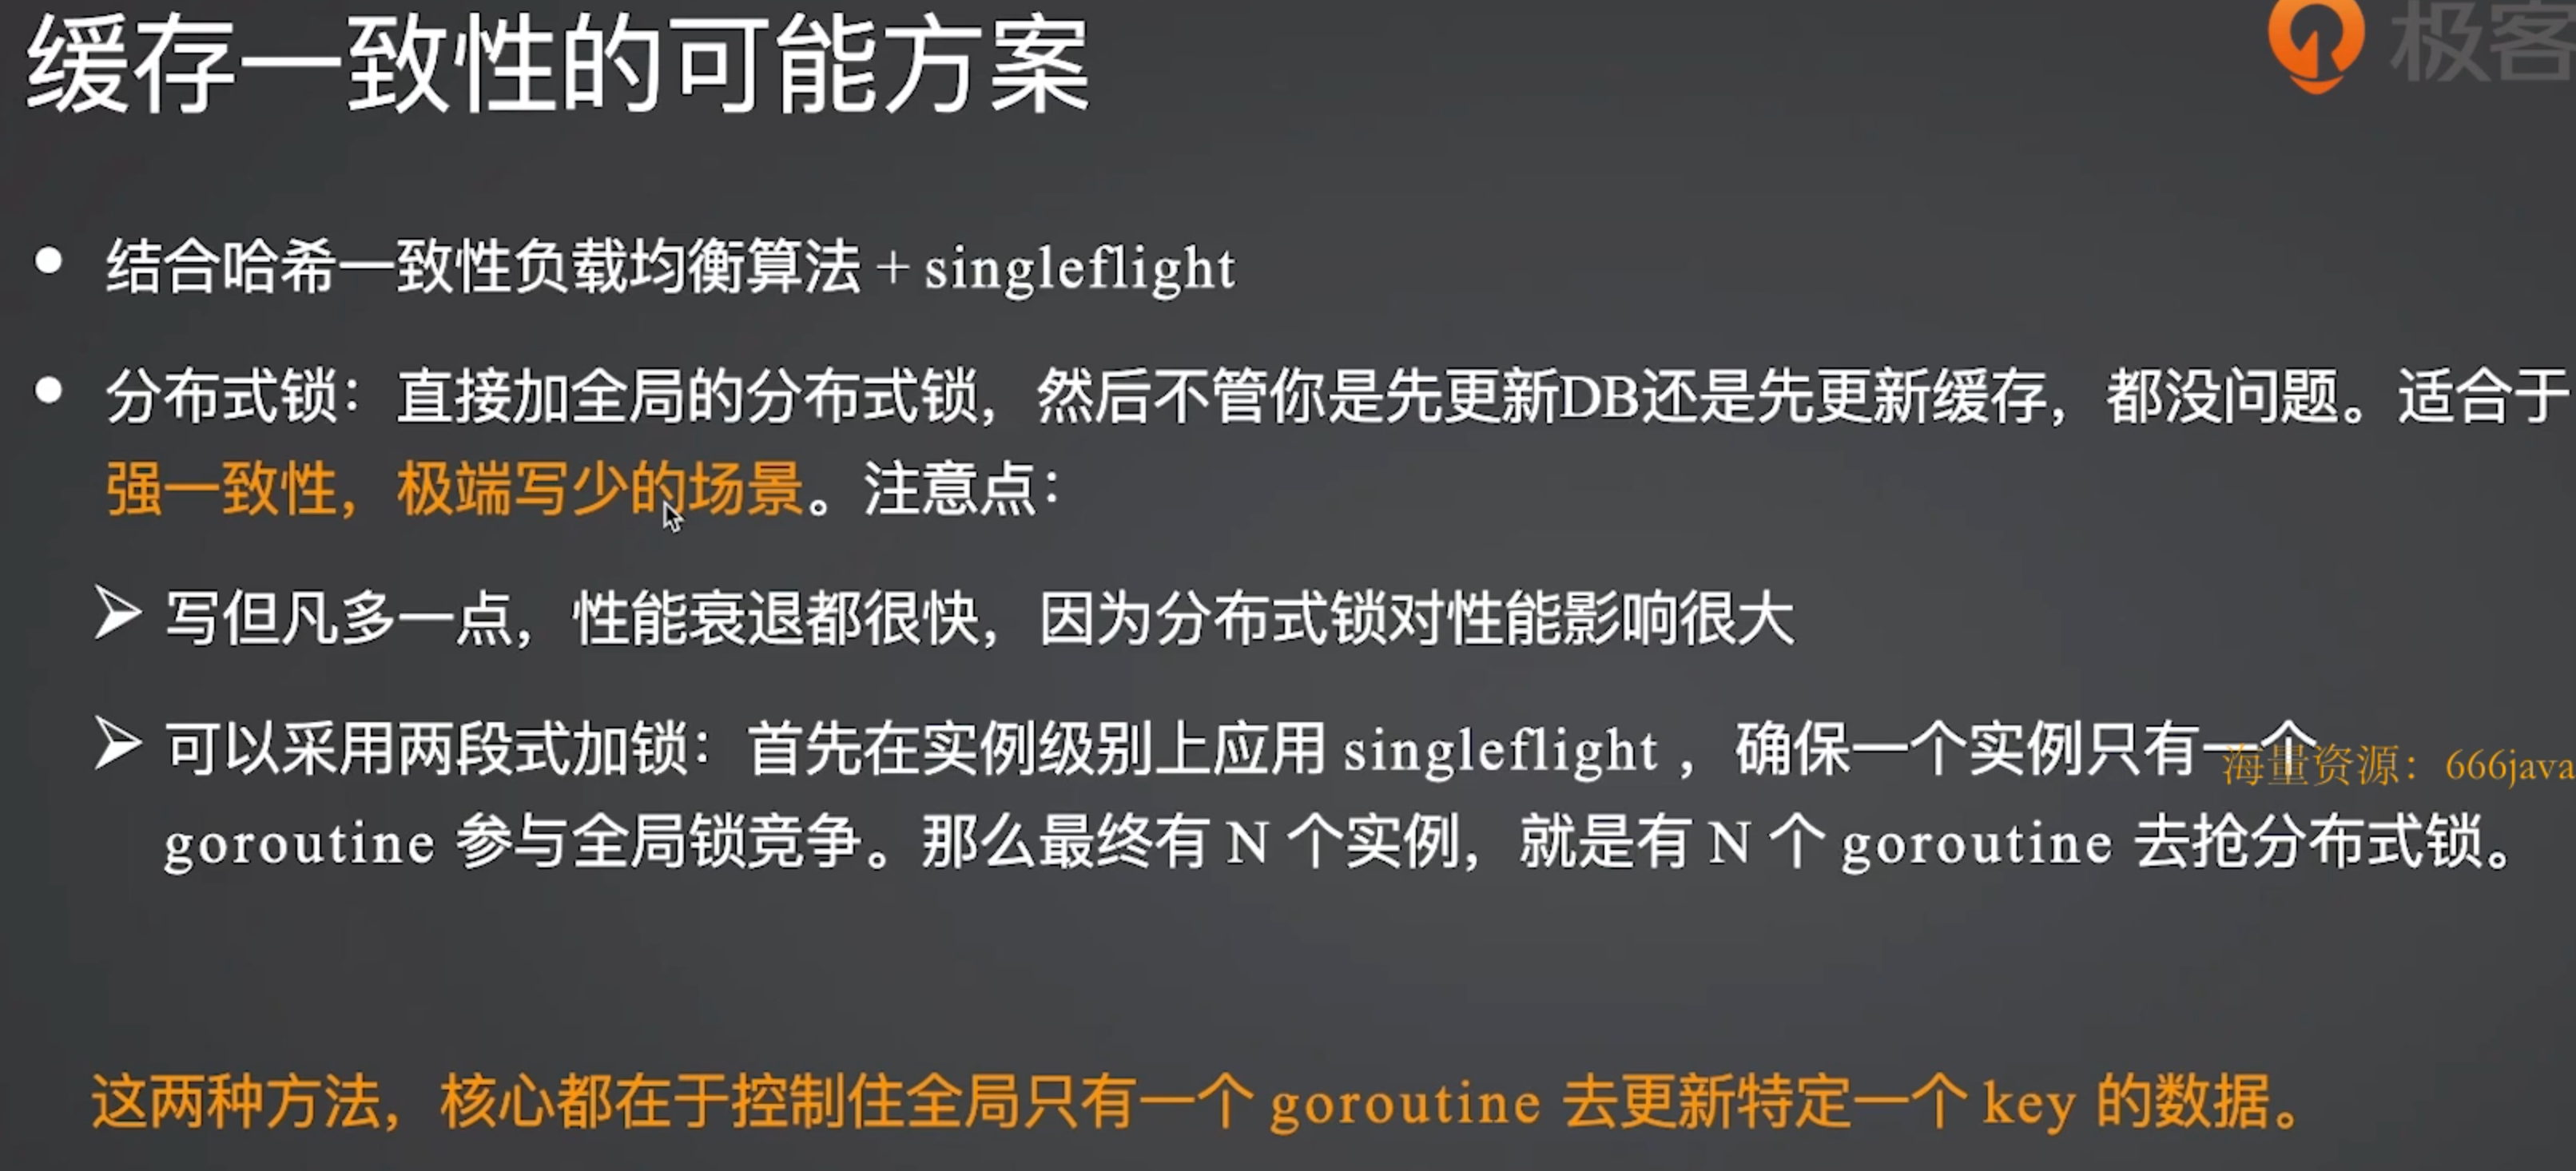 缓存一致性的可能方案
极客
结合哈希一致性负载均衡算法 + singleflight
分布式锁：直接加全局的分布式锁，然后不管你是先更新DB还是先更新缓存，都没问题。适合于
强一致性，极端写少的场景。注意点：
写但凡多一点，性能衰退都很快，因为分布式锁对性能影响很大
可以采用两段式加锁：首先在实例级别上应用 singleflight ，确保一个实例只有一个
海量资源：666java
goroutine 参与全局锁竞争。那么最终有 N 个实例，就是有 N 个 goroutine 去抢分布式锁。
这两种方法，核心都在于控制住全局只有一个 goroutine 去更新特定一个 key 的数据。